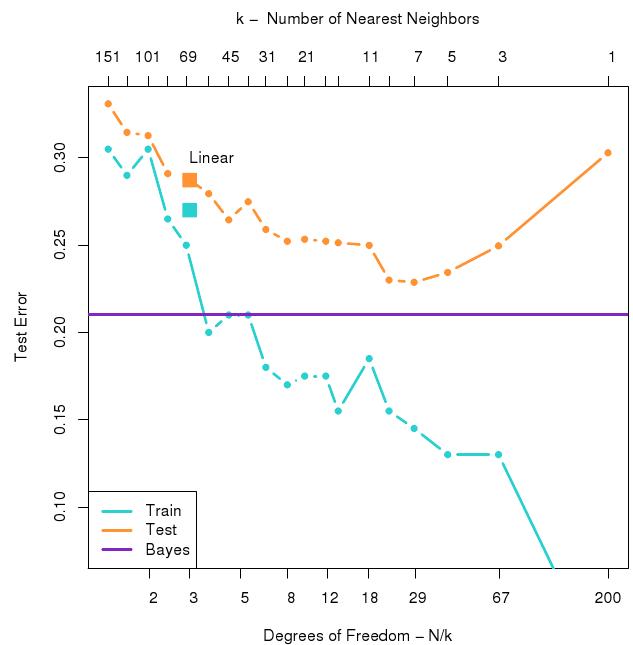 k − Number of Nearest Neighbors
151 101 69 45 31 21 11 7 5 3 1
Linear
Test Error
0.30
0.25
0.20
0.15
0.10
Train
Test
Bayes
2 3 5 8 12 18 29 67 200
Degrees of Freedom − N/k